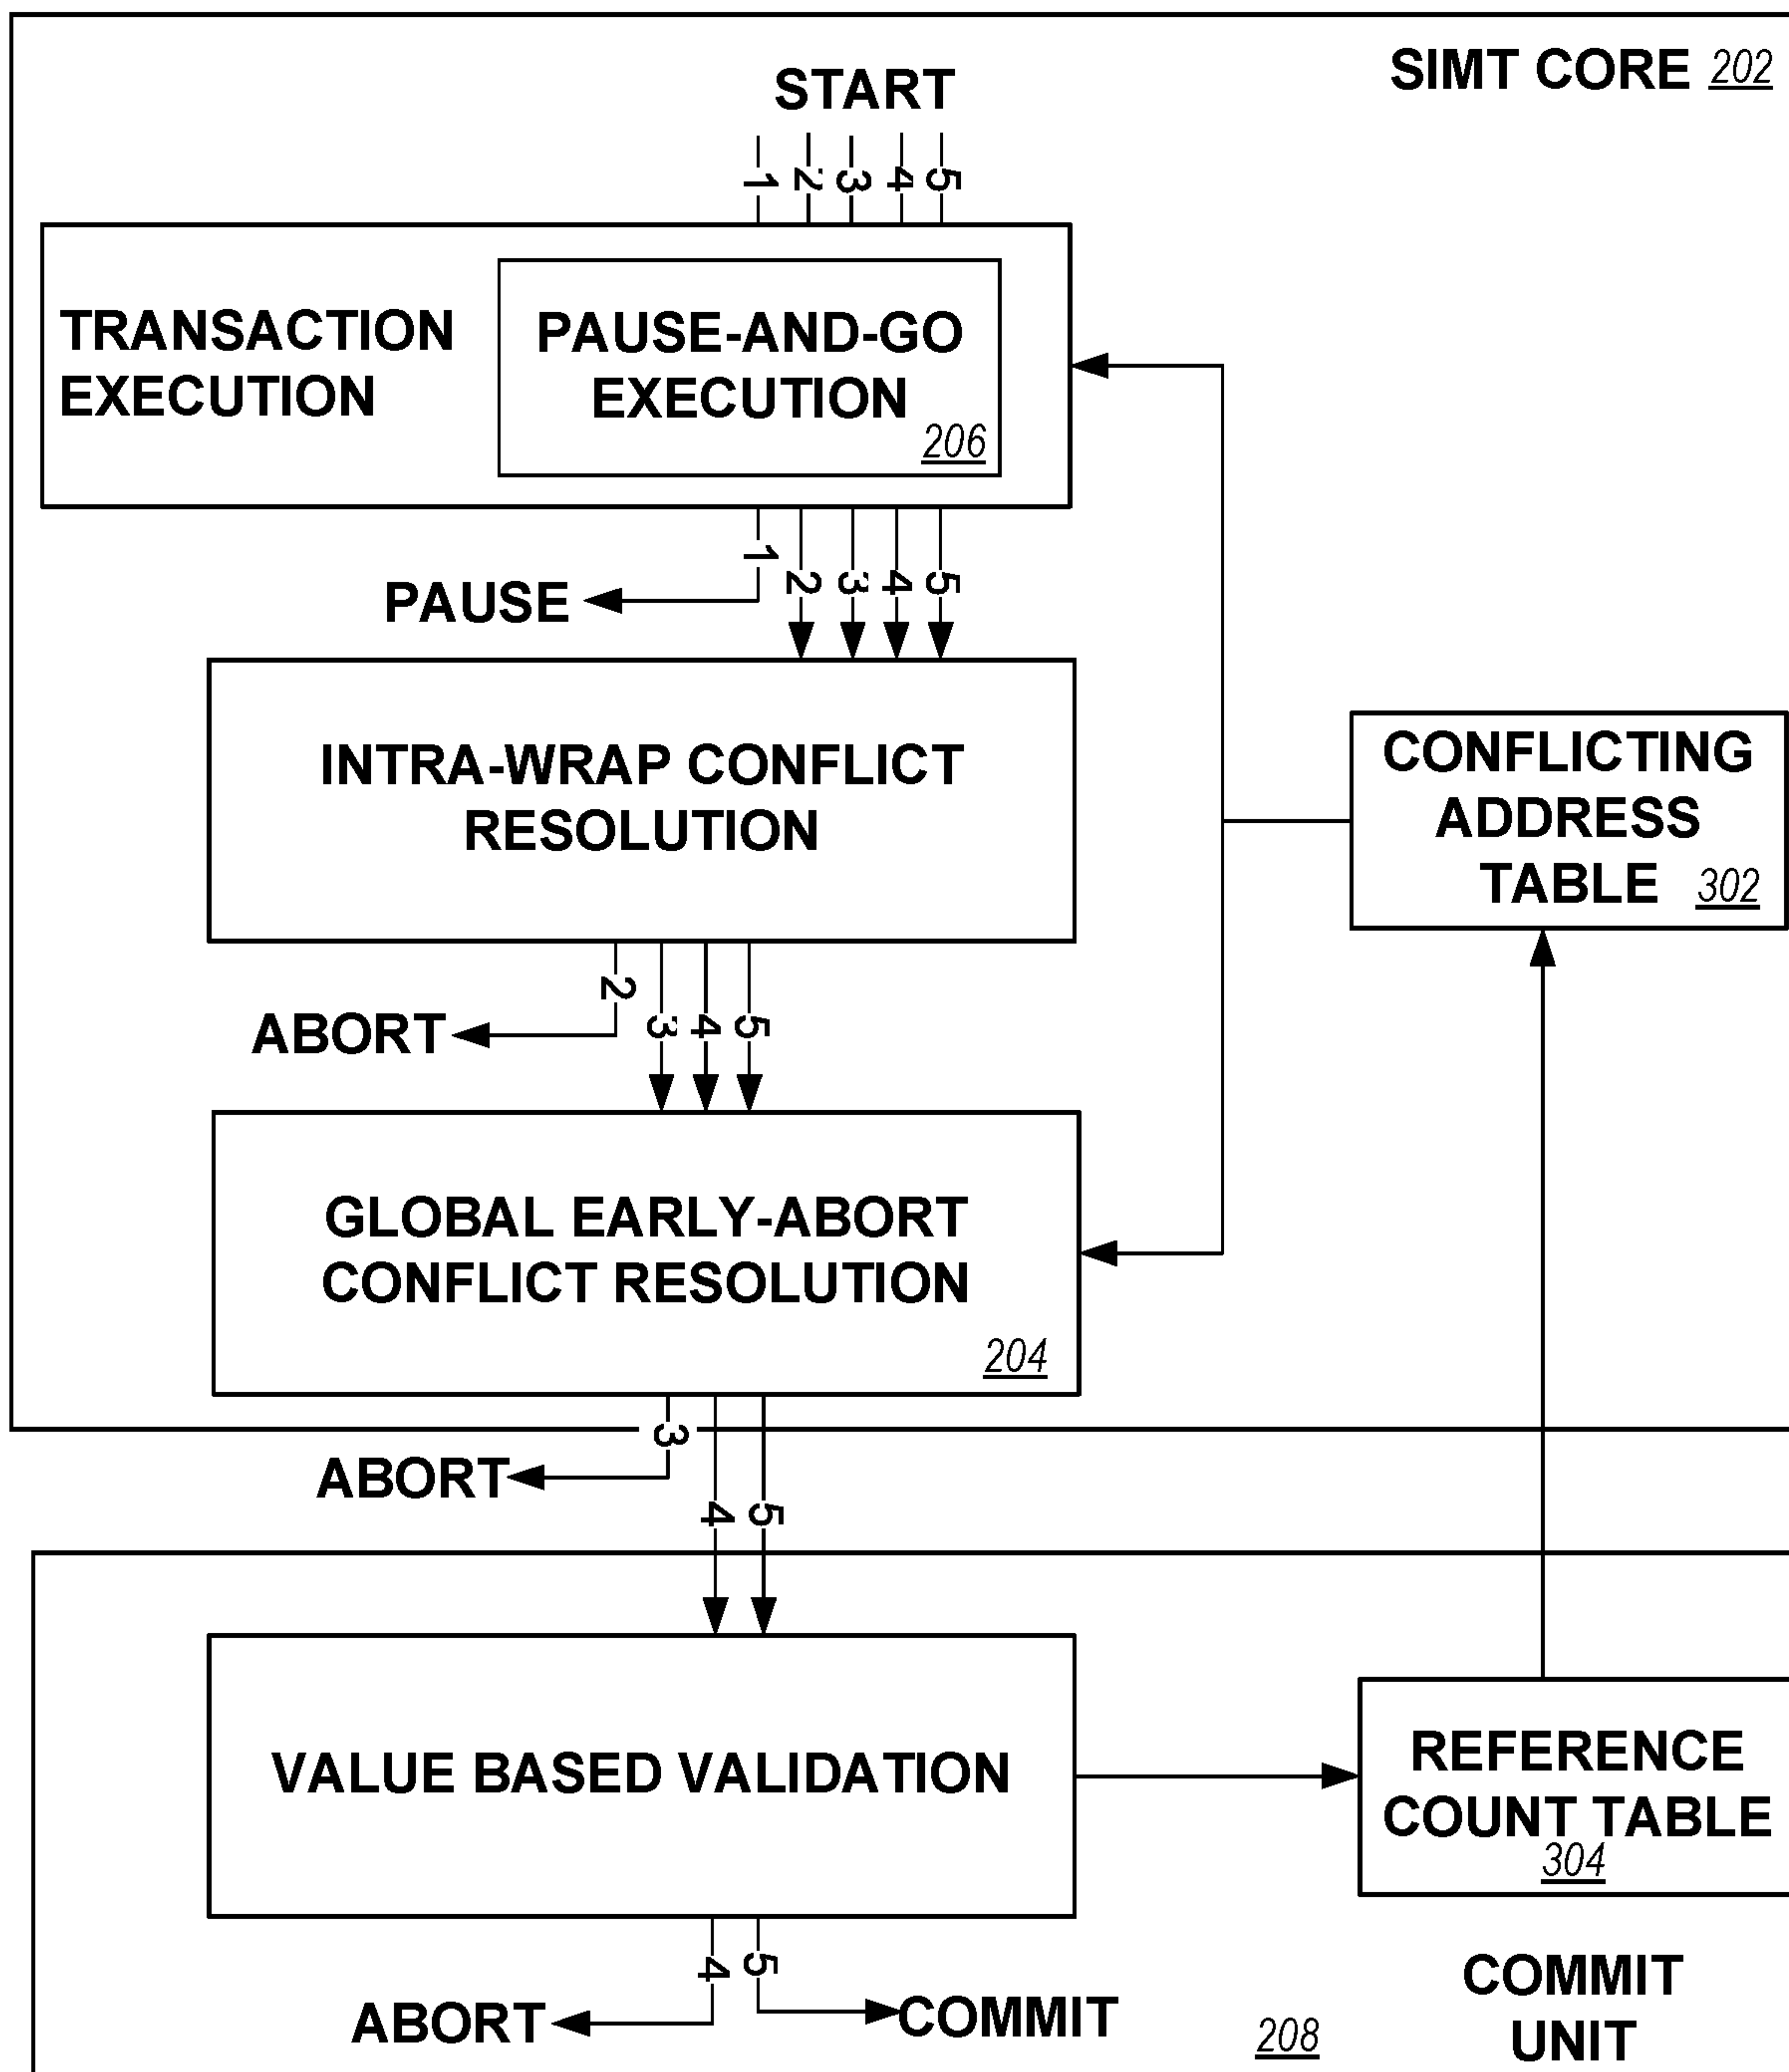 SIMT CORE 202
START
1 2 3 4 5
TRANSACTION
EXECUTION
PAUSE-AND-GO
EXECUTION
206
1 2 3 4 5
PAUSE
INTRA-WRAP CONFLICT
RESOLUTION
CONFLICTING
ADDRESS
TABLE 302
2 3 4 5
ABORT
GLOBAL EARLY-ABORT
CONFLICT RESOLUTION
204
3 4 5
ABORT
VALUE BASED VALIDATION
REFERENCE
COUNT TABLE
304
4 5
ABORT
COMMIT
208
COMMIT
UNIT